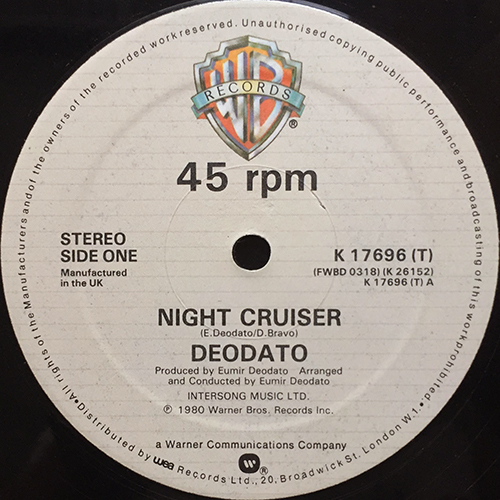 •All rights of the Manufacturers and of the owners of the recorded work reserved. Unauthorised copying public performance and broadcasting of this work prohibited.
WB
RECORDS
®
45 rpm
STEREO
SIDE ONE
Manufactured
in the UK
K 17696 (T)
(FWBD 0318) (K 26152)
K 17696 (T) A
NIGHT CRUISER
(E.Deodato/D.Bravo)
DEODATO
Produced by Eumir Deodato Arranged
and Conducted by Eumir Deodato
INTERSONG MUSIC LTD.
℗ 1980 Warner Bros. Records Inc.
a Warner Communications Company
®
•Distributed by wea Records Ltd., 20, Broadwick St. London W.1.•